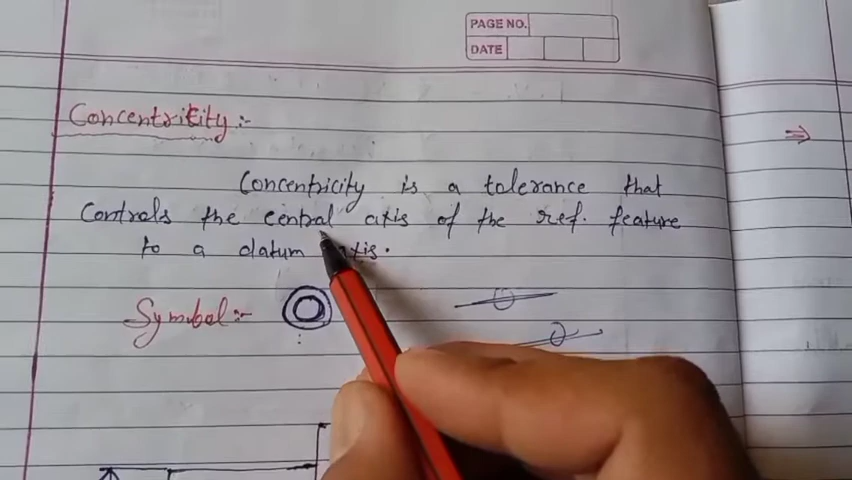 PAGE NO.
DATE
Concentricity :-
Concentricity is a tolerance that
Controls the central axis of the ref. feature
to a datum axis.
Symbol :-